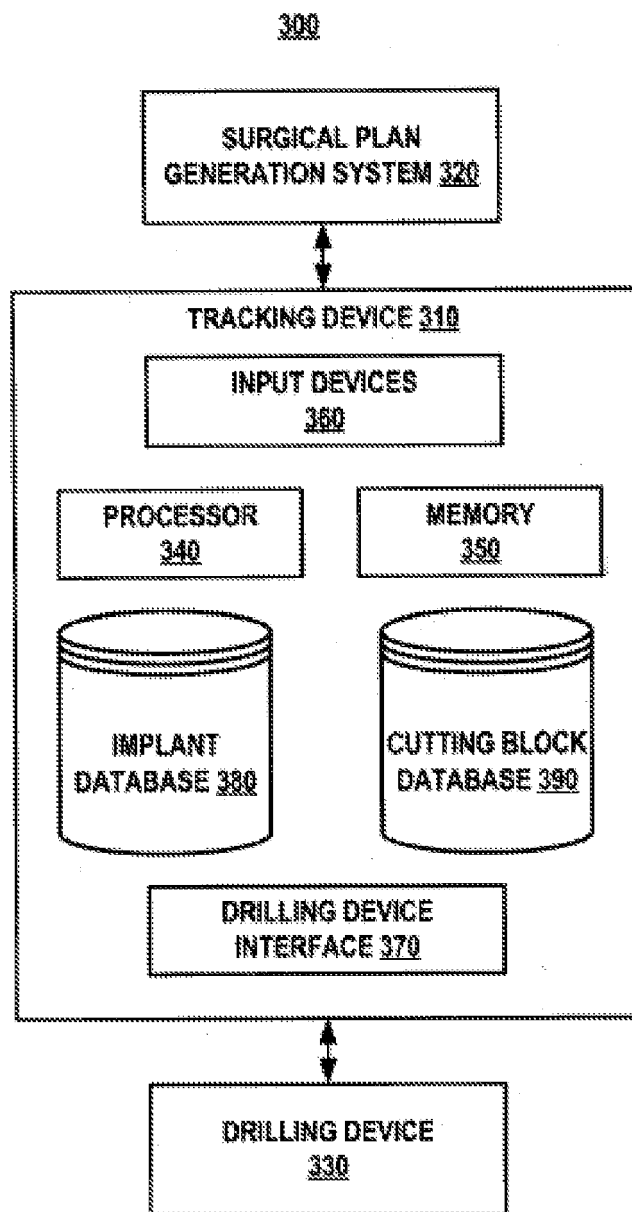 300
SURGICAL PLAN
GENERATION SYSTEM 320
TRACKING DEVICE 310
INPUT DEVICES
360
PROCESSOR
340
MEMORY
350
IMPLANT
DATABASE 380
CUTTING BLOCK
DATABASE 390
DRILLING DEVICE
INTERFACE 370
DRILLING DEVICE
330